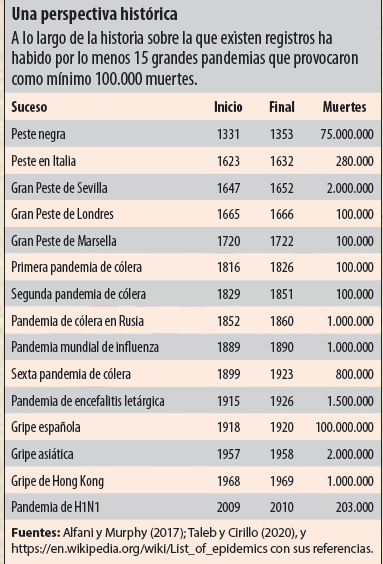 Una perspectiva histórica
A lo largo de la historia sobre la que existen registros ha
habido por lo menos 15 grandes pandemias que provocaron
como mínimo 100.000 muertes.
Suceso Inicio Final Muertes
Peste negra 1331 1353 75.000.000
Peste en Italia 1623 1632 280.000
Gran Peste de Sevilla 1647 1652 2.000.000
Gran Peste de Londres 1665 1666 100.000
Gran Peste de Marsella 1720 1722 100.000
Primera pandemia de cólera 1816 1826 100.000
Segunda pandemia de cólera 1829 1851 100.000
Pandemia de cólera en Rusia 1852 1860 1.000.000
Pandemia mundial de influenza 1889 1890 1.000.000
Sexta pandemia de cólera 1899 1923 800.000
Pandemia de encefalitis letárgica 1915 1926 1.500.000
Gripe española 1918 1920 100.000.000
Gripe asiática 1957 1958 2.000.000
Gripe de Hong Kong 1968 1969 1.000.000
Pandemia de H1N1 2009 2010 203.000
Fuentes: Alfani y Murphy (2017); Taleb y Cirillo (2020), y
https://en.wikipedia.org/wiki/List_of_epidemics con sus referencias.